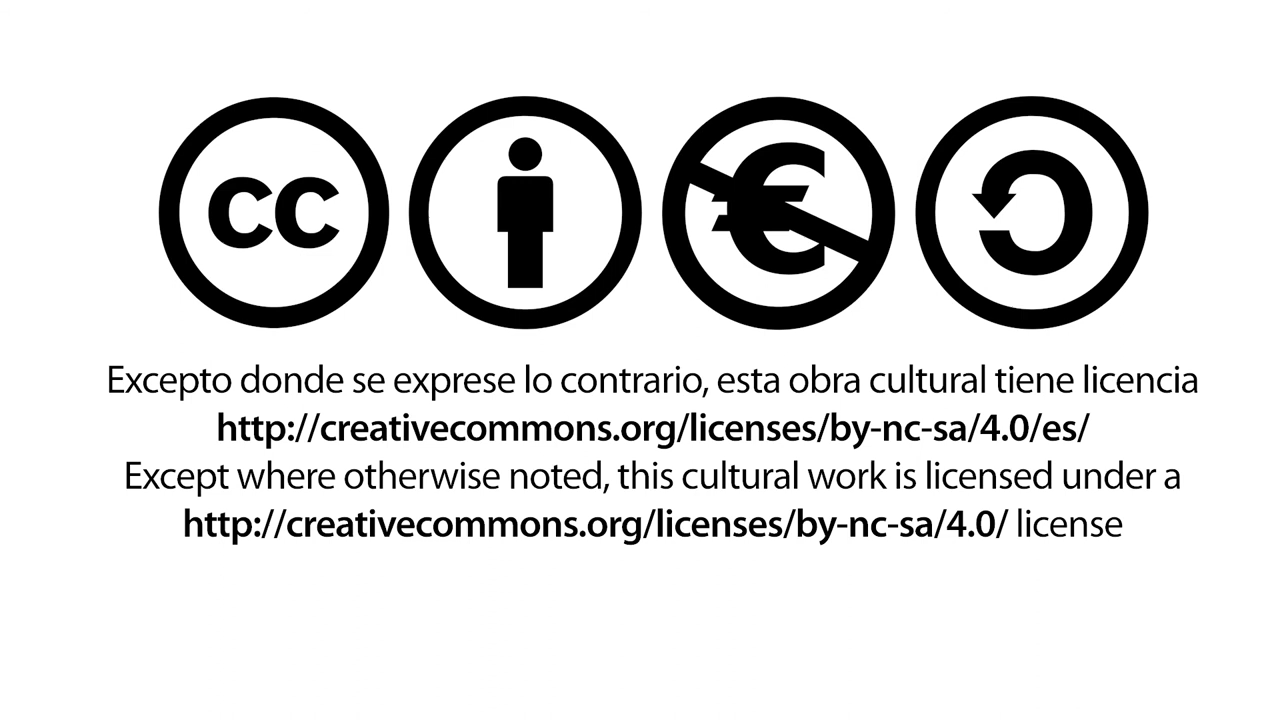 cc
€
Excepto donde se exprese lo contrario, esta obra cultural tiene licencia
http://creativecommons.org/licenses/by-nc-sa/4.0/es/
Except where otherwise noted, this cultural work is licensed under a
http://creativecommons.org/licenses/by-nc-sa/4.0/ license